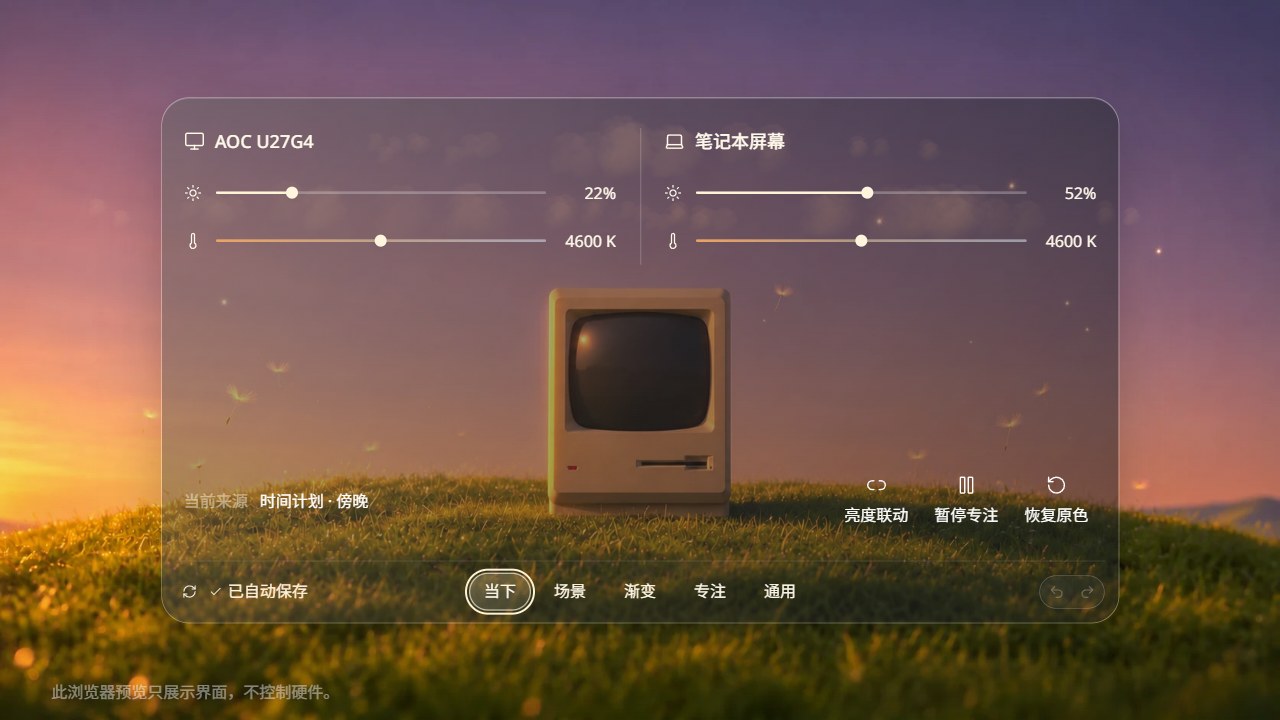 AOC U27G4
22%
4600 K
笔记本屏幕
52%
4600 K
当前来源 时间计划 · 傍晚
亮度联动 暂停专注 恢复原色
已自动保存
当下 场景 渐变 专注 通用
此浏览器预览只展示界面，不控制硬件。